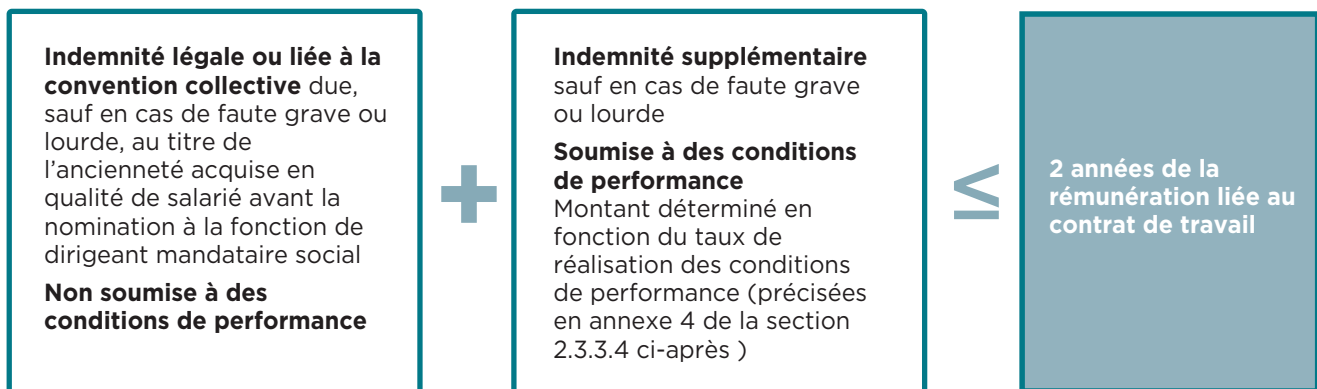 Indemnité légale ou liée à la
convention collective due,
sauf en cas de faute grave ou
lourde, au titre de
l’ancienneté acquise en
qualité de salarié avant la
nomination à la fonction de
dirigeant mandataire social
Non soumise à des
conditions de performance
+
Indemnité supplémentaire
sauf en cas de faute grave
ou lourde
Soumise à des conditions
de performance
Montant déterminé en
fonction du taux de
réalisation des conditions
de performance (précisées
en annexe 4 de la section
2.3.3.4 ci-après )
≤
2 années de la
rémunération liée au
contrat de travail